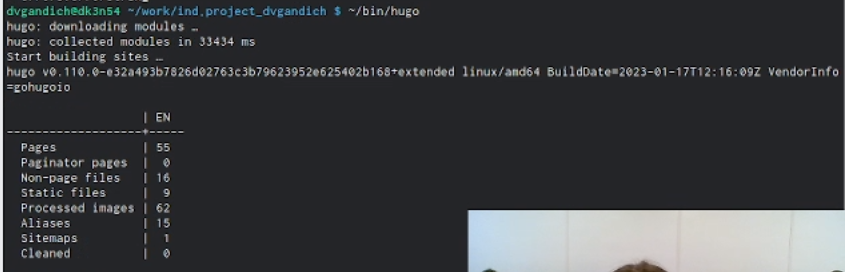 dvgandich@dk3n54 ~/work/ind.project_dvgandich $ ~/bin/hugo
hugo: downloading modules …
hugo: collected modules in 33434 ms
Start building sites …
hugo v0.110.0-e32a493b7826d02763c3b79623952e625402b168+extended linux/amd64 BuildDate=2023-01-17T12:16:09Z VendorInfo
=gohugoio
| EN
-------------------+-----
Pages | 55
Paginator pages | 0
Non-page files | 16
Static files | 9
Processed images | 62
Aliases | 15
Sitemaps | 1
Cleaned | 0